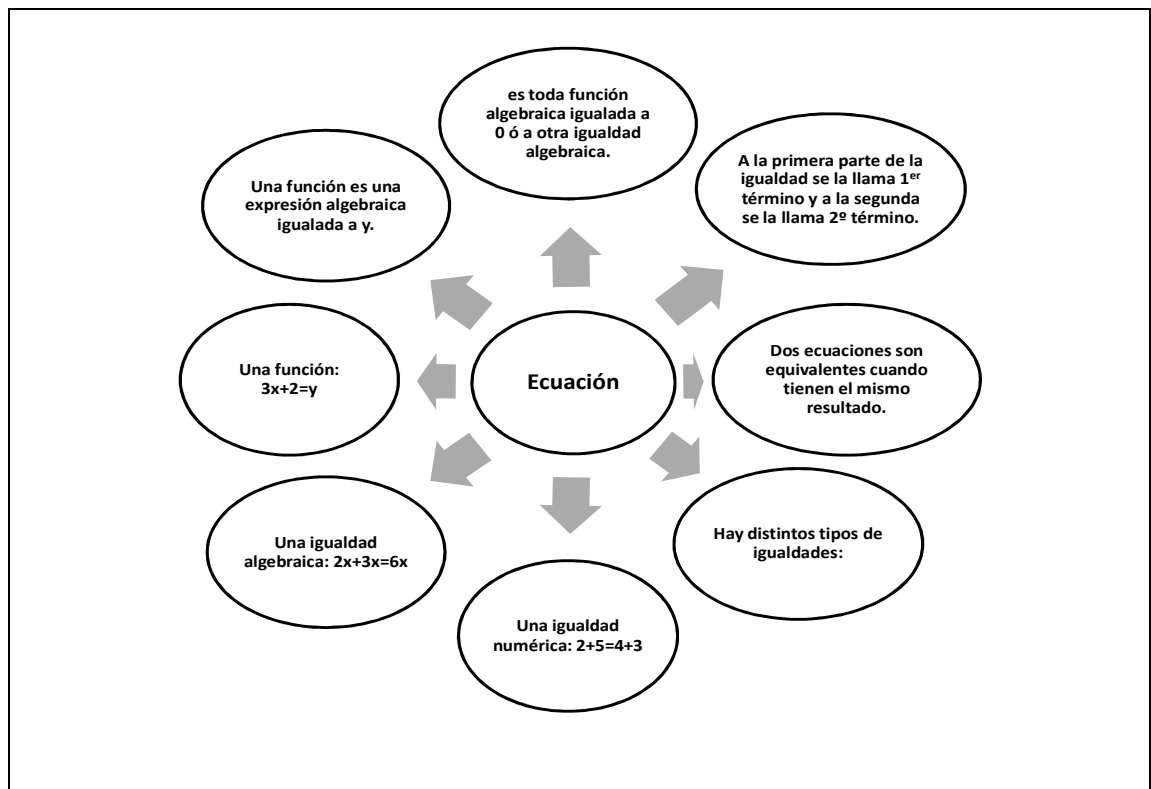 es toda función
algebraica igualada a
0 ó a otra igualdad
algebraica.
A la primera parte de la
igualdad se la llama 1er
término y a la segunda
se la llama 2º término.
Dos ecuaciones son
equivalentes cuando
tienen el mismo
resultado.
Hay distintos tipos de
igualdades:
Una igualdad
numérica: 2+5=4+3
Una igualdad
algebraica: 2x+3x=6x
Una función:
3x+2=y
Una función es una
expresión algebraica
igualada a y.
Ecuación